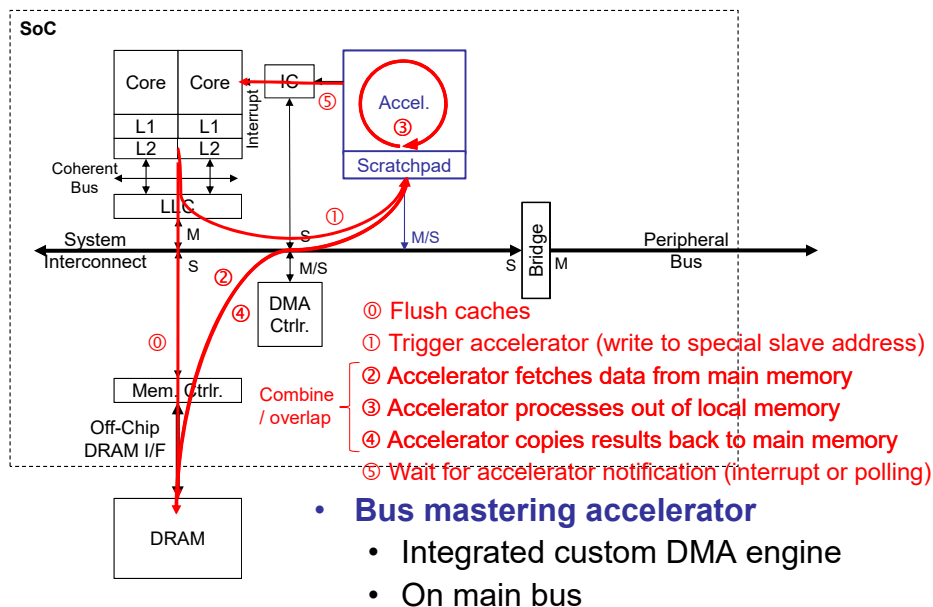 SoC
Core
Core
IC
Interrupt
⑤
Accel.
③
L1
L1
L2
L2
Scratchpad
Coherent
Bus
LLC
①
M
S
M/S
System
Interconnect
Peripheral
Bus
S
S
M
Bridge
②
M/S
④
DMA
Ctrlr.
⓪
⓪ Flush caches
① Trigger accelerator (write to special slave address)
② Accelerator fetches data from main memory
Combine
/ overlap
③ Accelerator processes out of local memory
④ Accelerator copies results back to main memory
⑤ Wait for accelerator notification (interrupt or polling)
Mem. Ctrlr.
Off-Chip
DRAM I/F
DRAM
• Bus mastering accelerator
• Integrated custom DMA engine
• On main bus